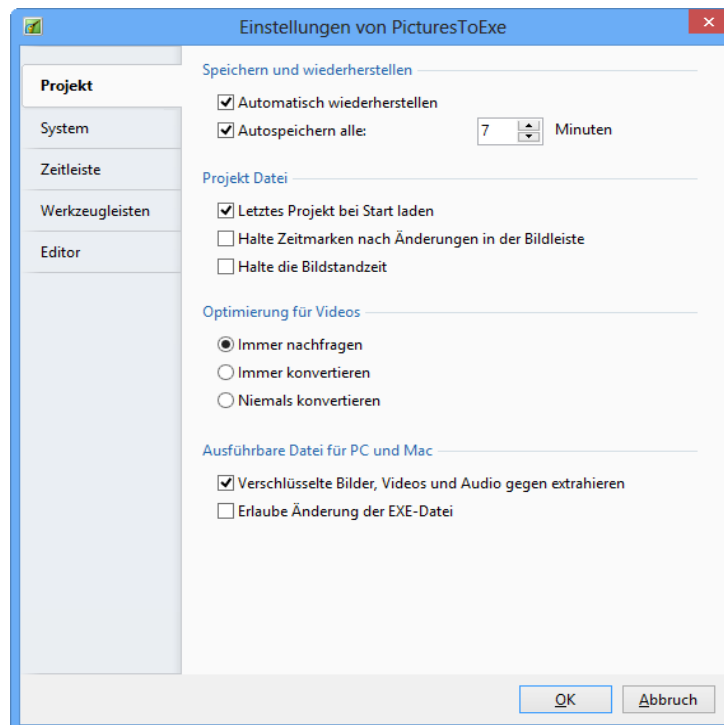 Einstellungen von PicturesToExe
Projekt
System
Zeitleiste
Werkzeugleisten
Editor
Speichern und wiederherstellen
Automatisch wiederherstellen
Autospeichern alle: 7 Minuten
Projekt Datei
Letztes Projekt bei Start laden
Halte Zeitmarken nach Änderungen in der Bildleiste
Halte die Bildstandzeit
Optimierung für Videos
Immer nachfragen
Immer konvertieren
Niemals konvertieren
Ausführbare Datei für PC und Mac
Verschlüsselte Bilder, Videos und Audio gegen extrahieren
Erlaube Änderung der EXE-Datei
OK Abbruch